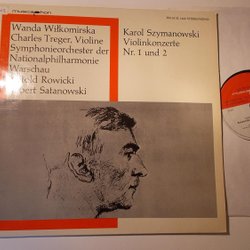 musicaphon
Wanda Wiłkomirska
Charles Treger, Violine
Symphonieorchester der
Nationalphilharmonie
Warschau
Witold Rowicki
Robert Satanowski
Karol Szymanowski
Violinkonzerte
Nr. 1 und 2